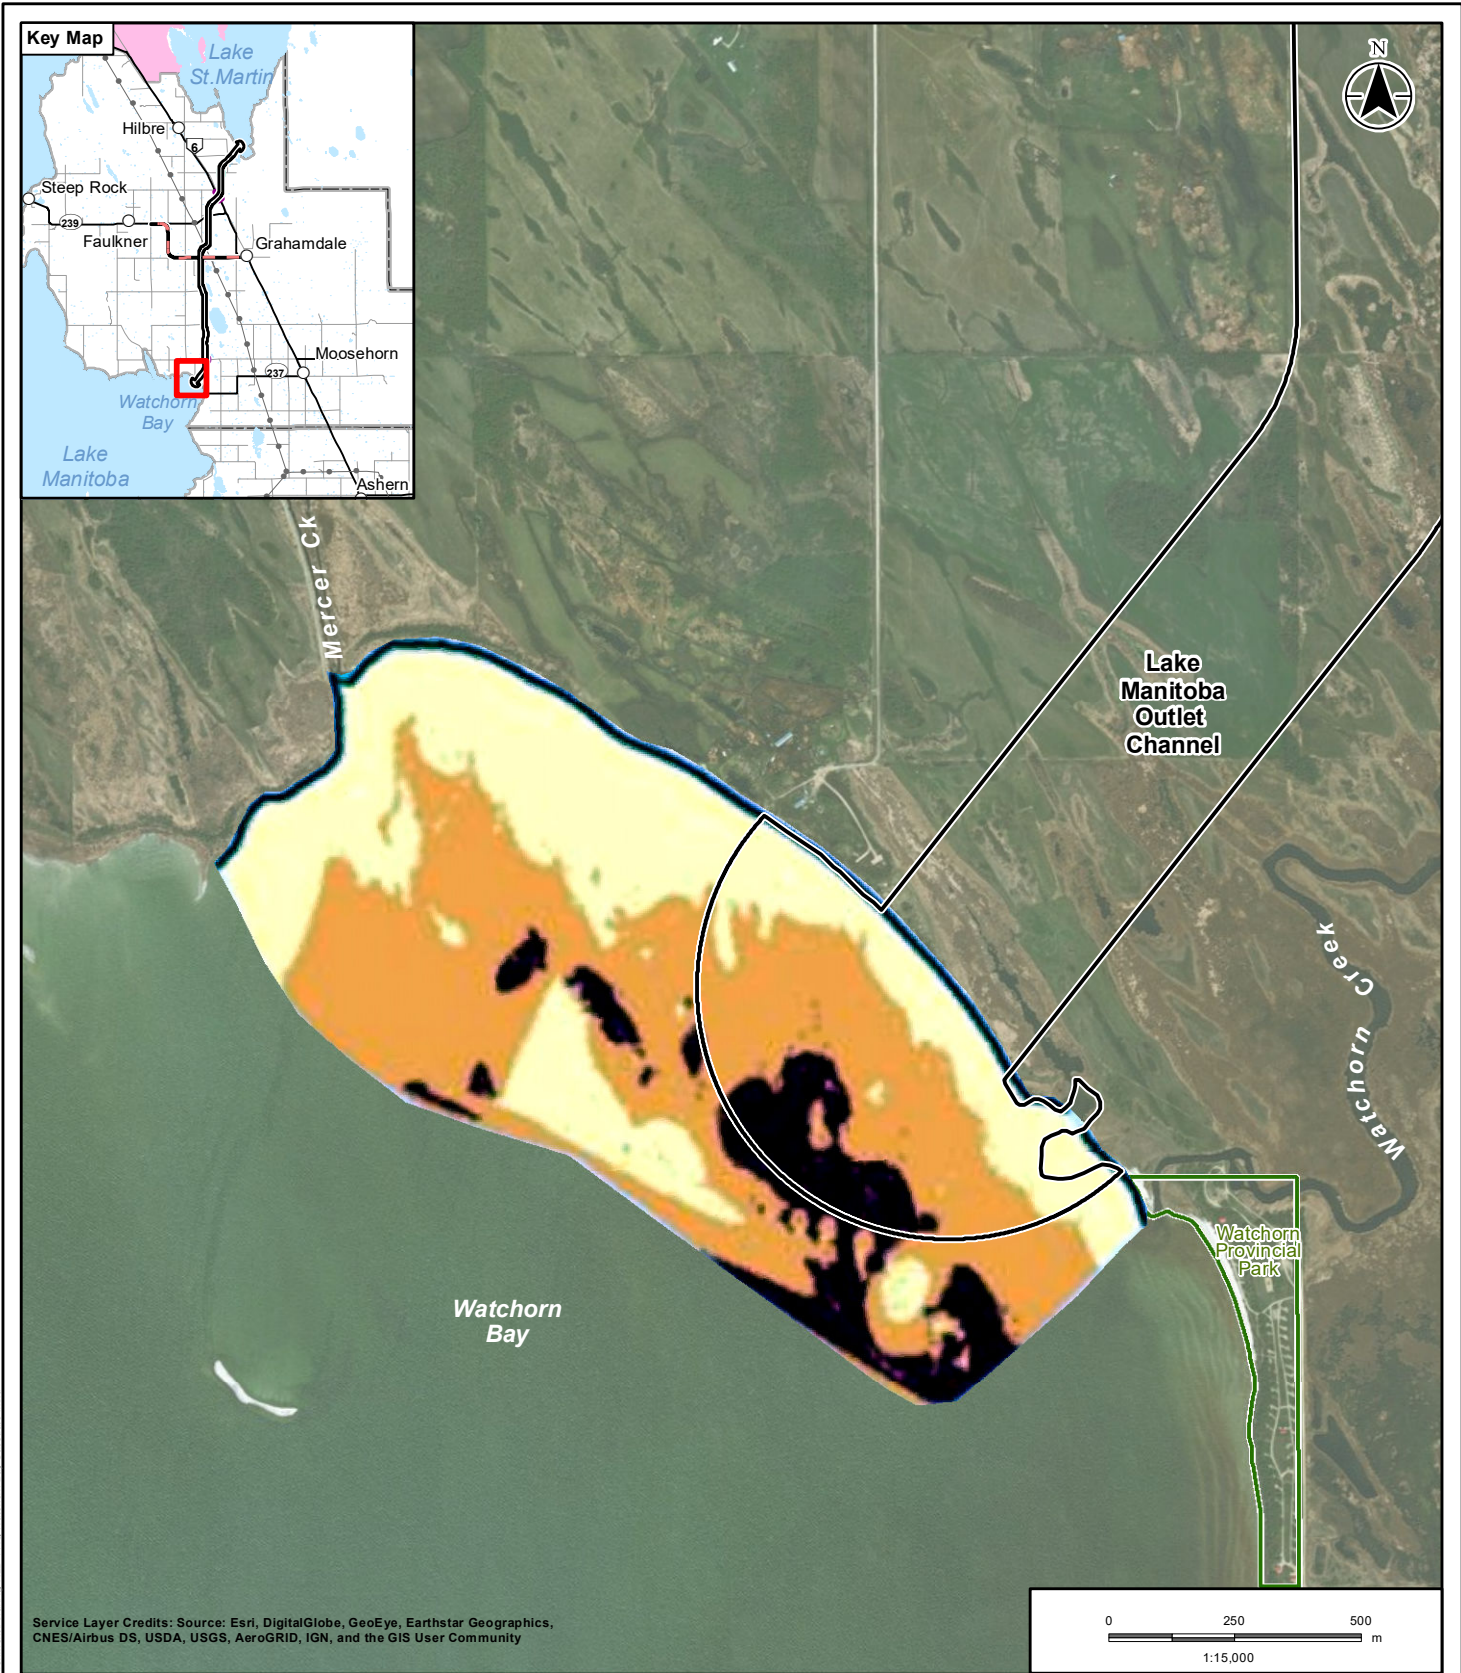 Key Map
Lake
St.Martin
Hilbre
6
Steep Rock
239
Faulkner
Grahamdale
Moosehorn
237
Watchorn
Bay
Lake
Manitoba
Ashern
N
Mercer Ck
Lake
Manitoba
Outlet
Channel
Watchorn Creek
Watchorn
Provincial
Park
Watchorn
Bay
Service Layer Credits: Source: Esri, DigitalGlobe, GeoEye, Earthstar Geographics,
CNES/Airbus DS, USDA, USGS, AeroGRID, IGN, and the GIS User Community
0 250 500
m
1:15,000